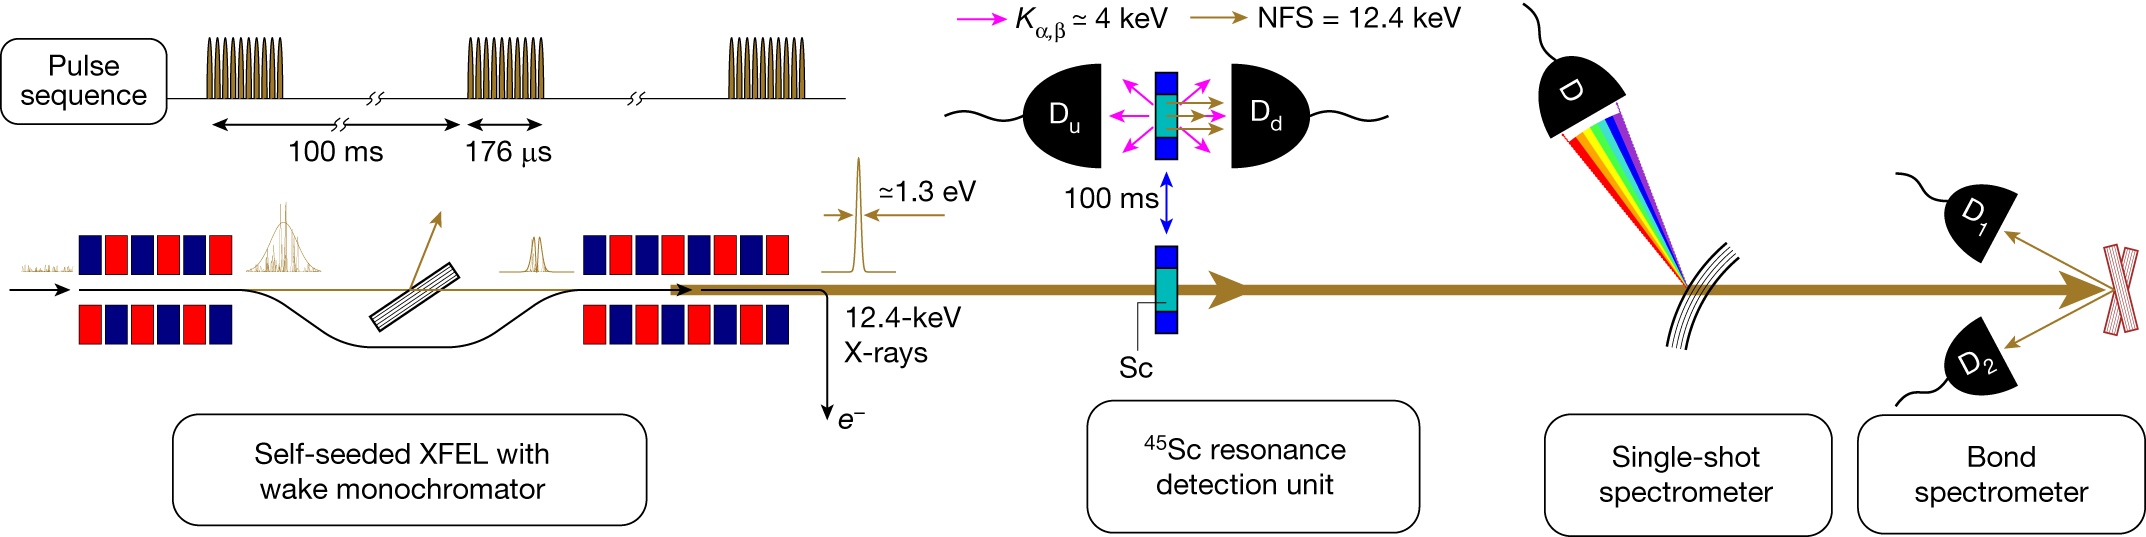 Pulse
sequence
100 ms
176 μs
Kα,β ≃ 4 keV
NFS = 12.4 keV
Du
Dd
100 ms
≃1.3 eV
12.4-keV
X-rays
e−
Sc
D
D1
D2
Self-seeded XFEL with
wake monochromator
45Sc resonance
detection unit
Single-shot
spectrometer
Bond
spectrometer